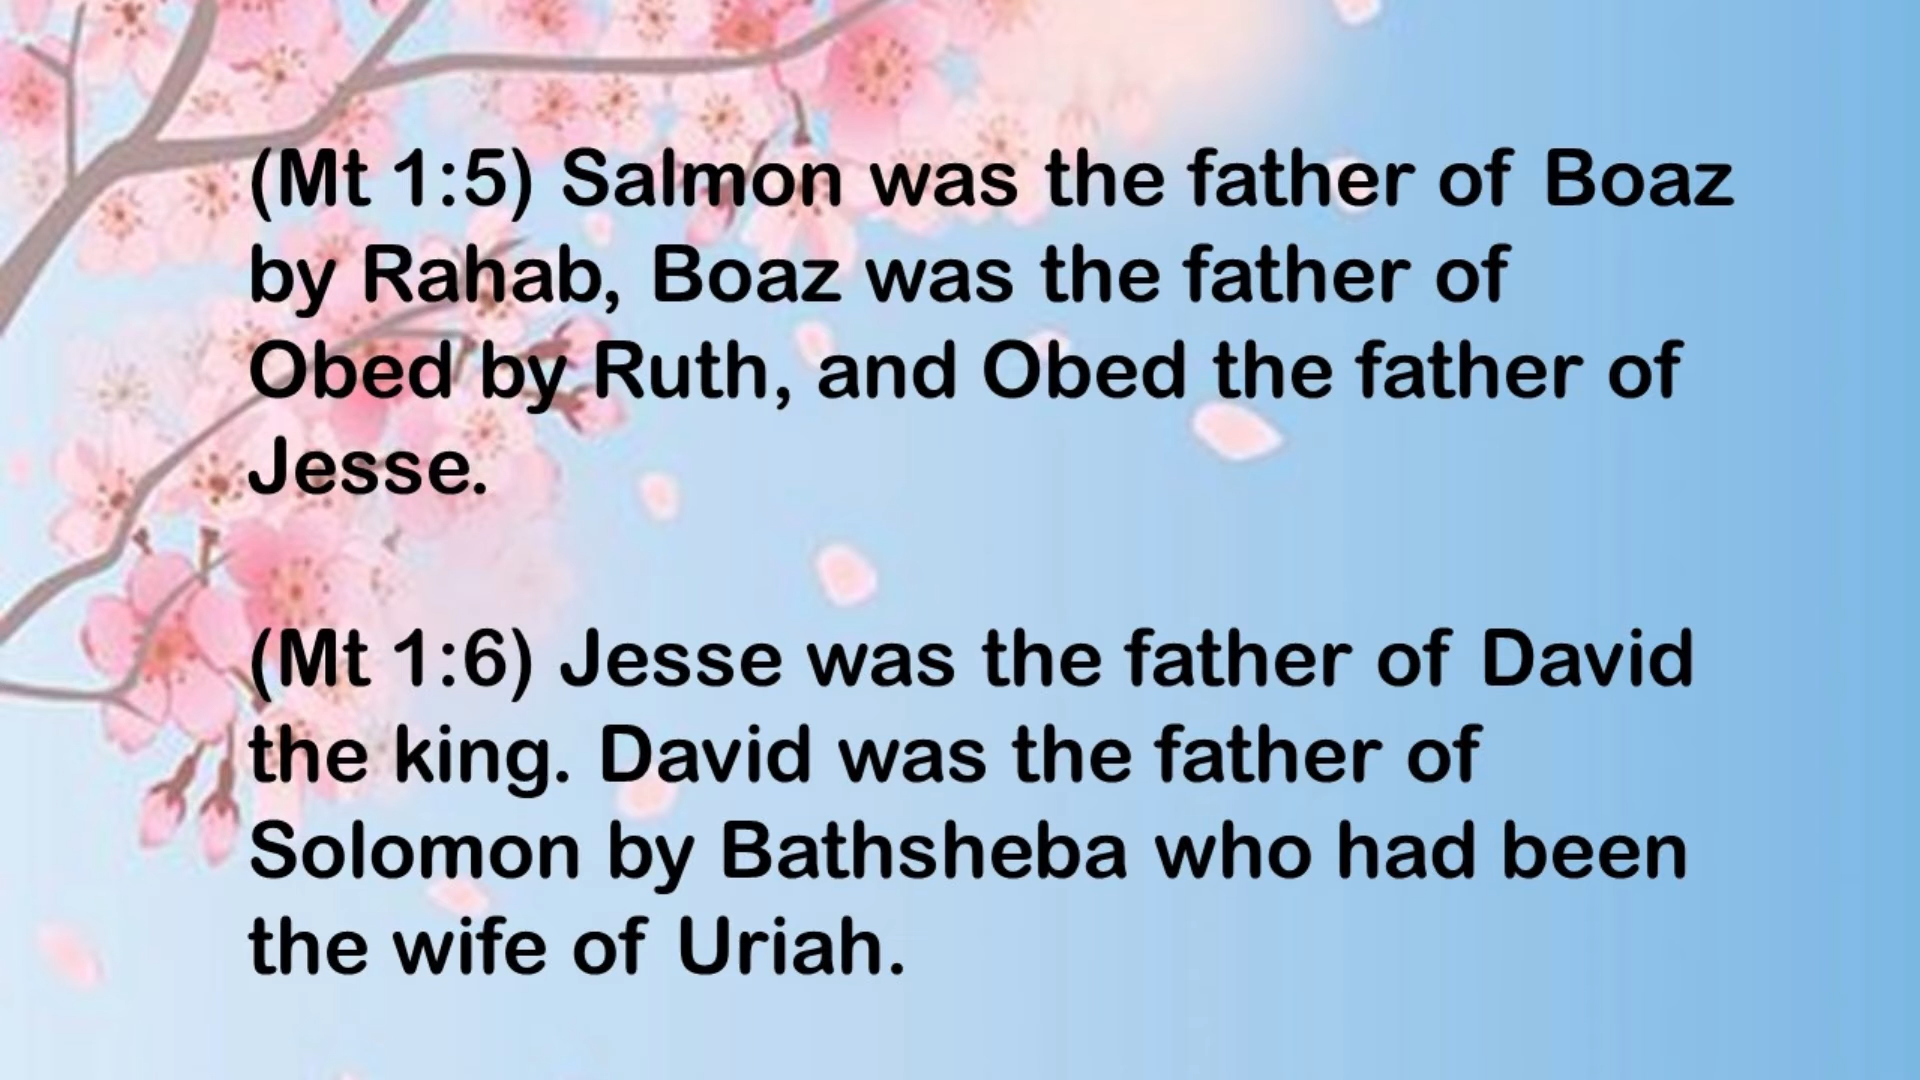 (Mt 1:5) Salmon was the father of Boaz
by Rahab, Boaz was the father of
Obed by Ruth, and Obed the father of
Jesse.
(Mt 1:6) Jesse was the father of David
the king. David was the father of
Solomon by Bathsheba who had been
the wife of Uriah.